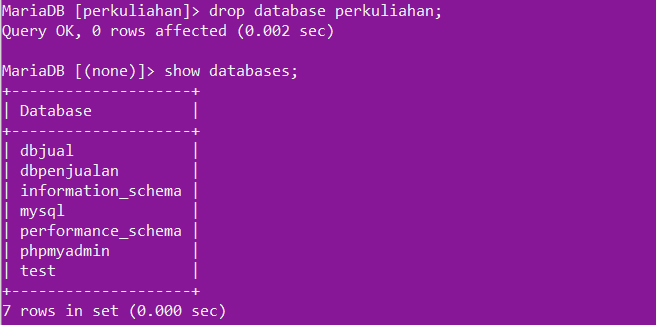 MariaDB [perkuliahan]> drop database perkuliahan;
Query OK, 0 rows affected (0.002 sec)

MariaDB [(none)]> show databases;
+--------------------+
| Database           |
+--------------------+
| dbjual             |
| dbpenjualan        |
| information_schema |
| mysql              |
| performance_schema |
| phpmyadmin         |
| test               |
+--------------------+
7 rows in set (0.000 sec)